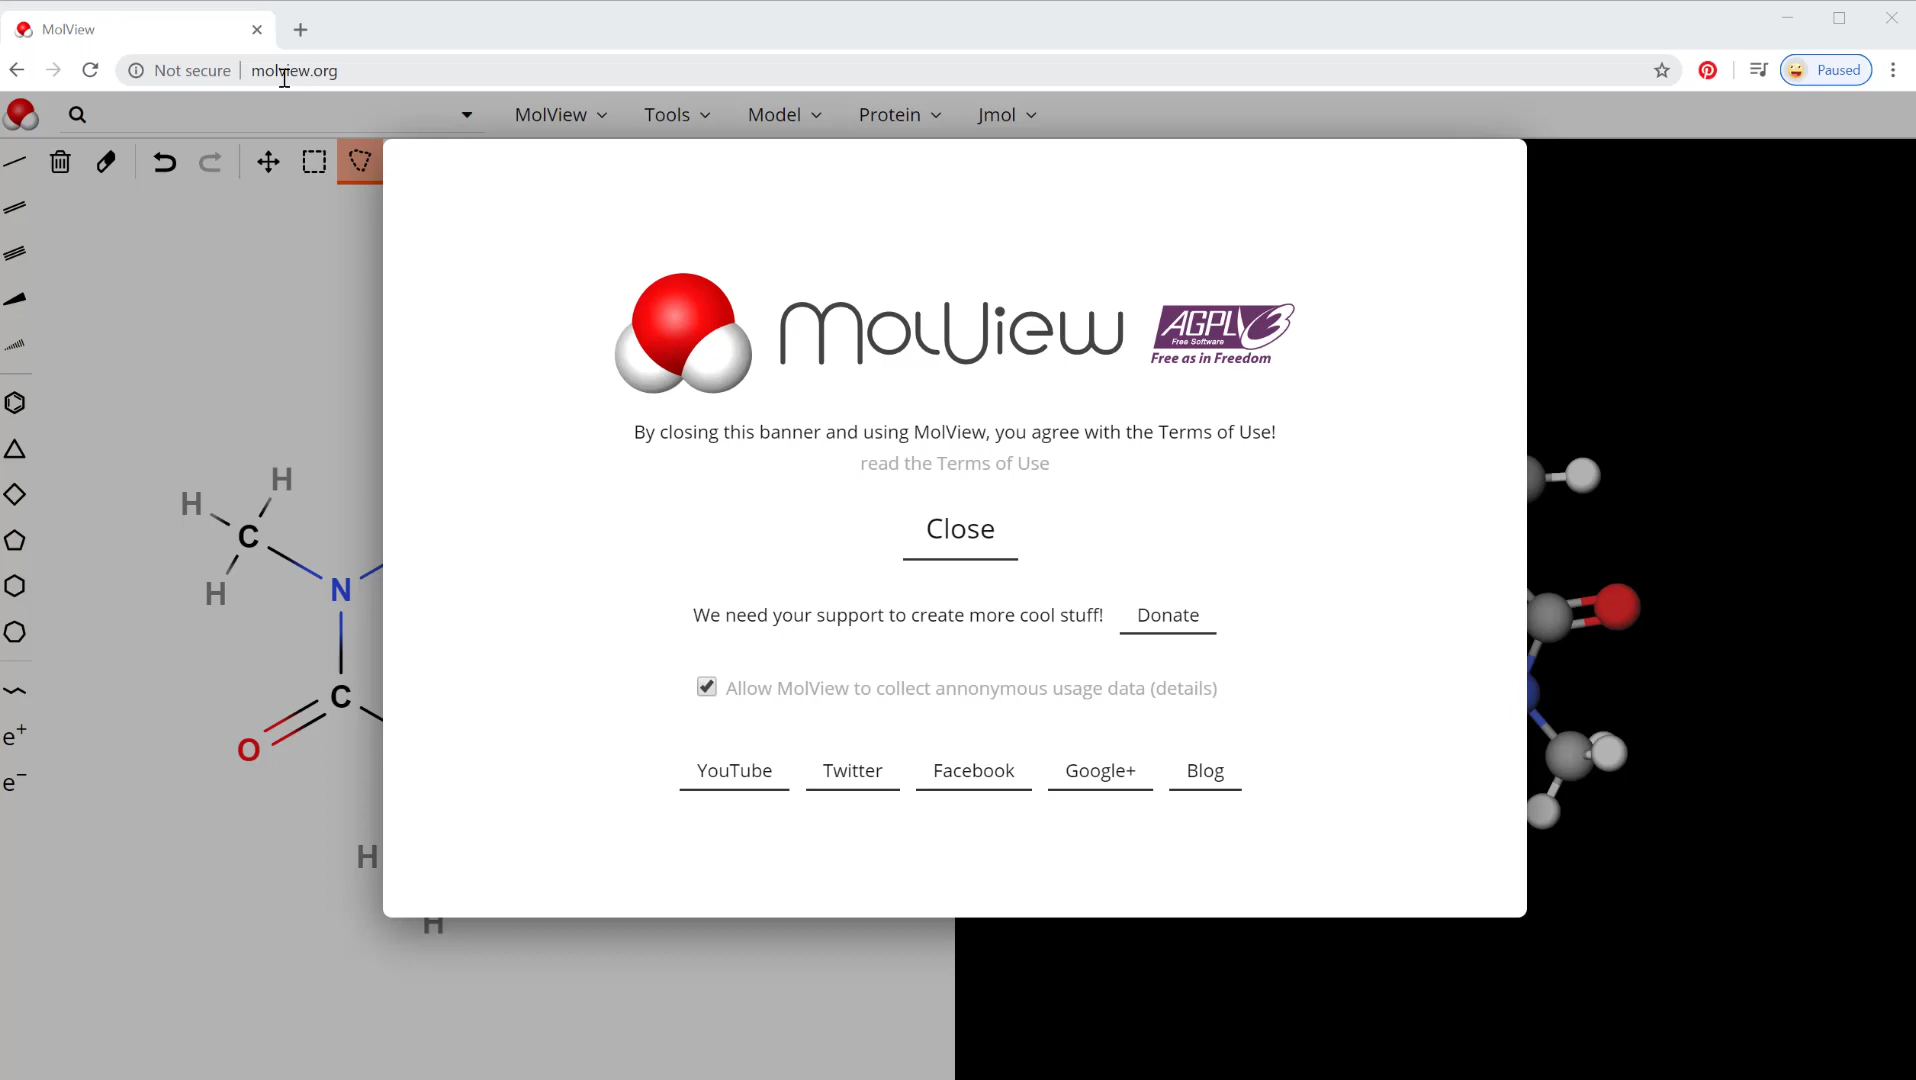 MolView
Not secure | molview.org
Paused
MolView Tools Model Protein Jmol
MolView
AGPL v3
Free Software
Free as in Freedom
By closing this banner and using MolView, you agree with the Terms of Use!
read the Terms of Use
Close
We need your support to create more cool stuff! Donate
Allow MolView to collect annonymous usage data (details)
YouTube Twitter Facebook Google+ Blog
H
H
C
H
N
C
O
e+
e−
H
H